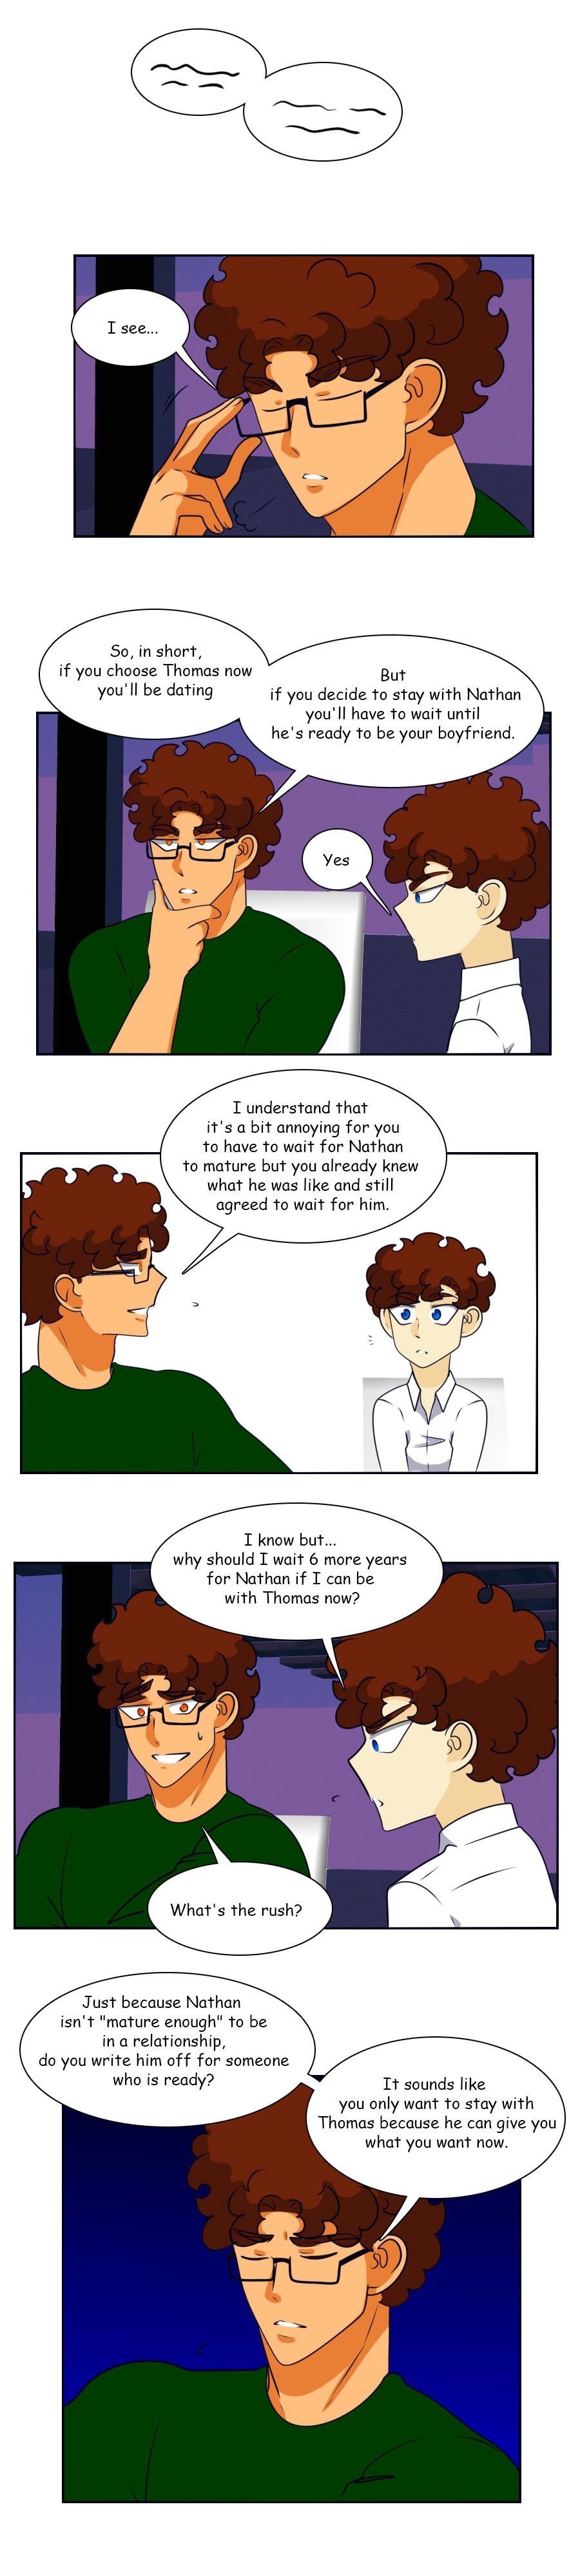 I see...
So, in short,
if you choose Thomas now
you'll be dating
But
if you decide to stay with Nathan
you'll have to wait until
he's ready to be your boyfriend.
Yes
I understand that
it's a bit annoying for you
to have to wait for Nathan
to mature but you already knew
what he was like and still
agreed to wait for him.
I know but...
why should I wait 6 more years
for Nathan if I can be
with Thomas now?
What's the rush?
Just because Nathan
isn't "mature enough" to be
in a relationship,
do you write him off for someone
who is ready?
It sounds like
you only want to stay with
Thomas because he can give you
what you want now.